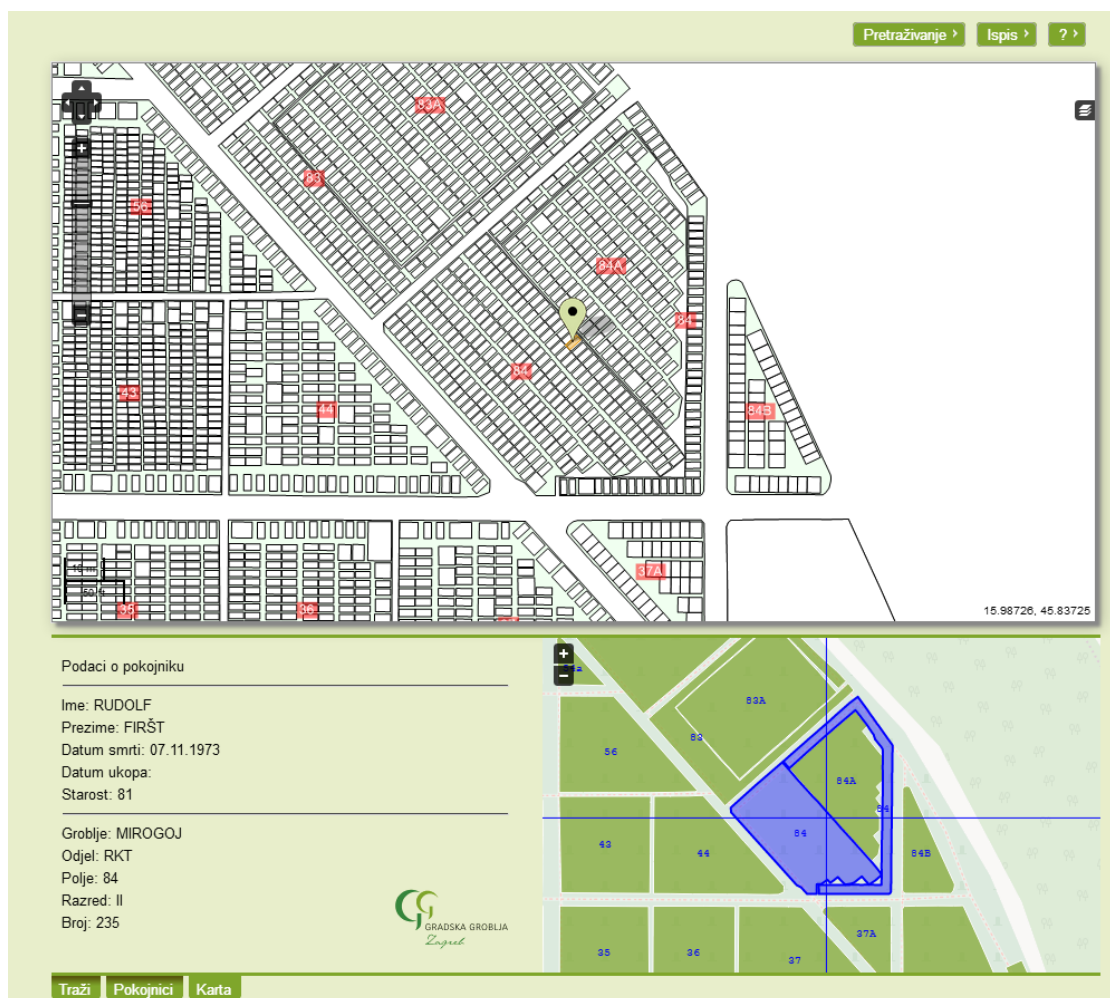 Pretraživanje ›
Ispis ›
? ›
83A
83
56
84A
84
84
43
44
84B
10 m
50 ft
37A
35
36
15.98726, 45.83725
Podaci o pokojniku
Ime: RUDOLF
Prezime: FIRŠT
Datum smrti: 07.11.1973
Datum ukopa:
Starost: 81
Groblje: MIROGOJ
Odjel: RKT
Polje: 84
Razred: II
Broj: 235
GRADSKA GROBLJA
Zagreb
83A
83
56
84A
84
84
43
44
84B
37A
35
36
37
Traži
Pokojnici
Karta